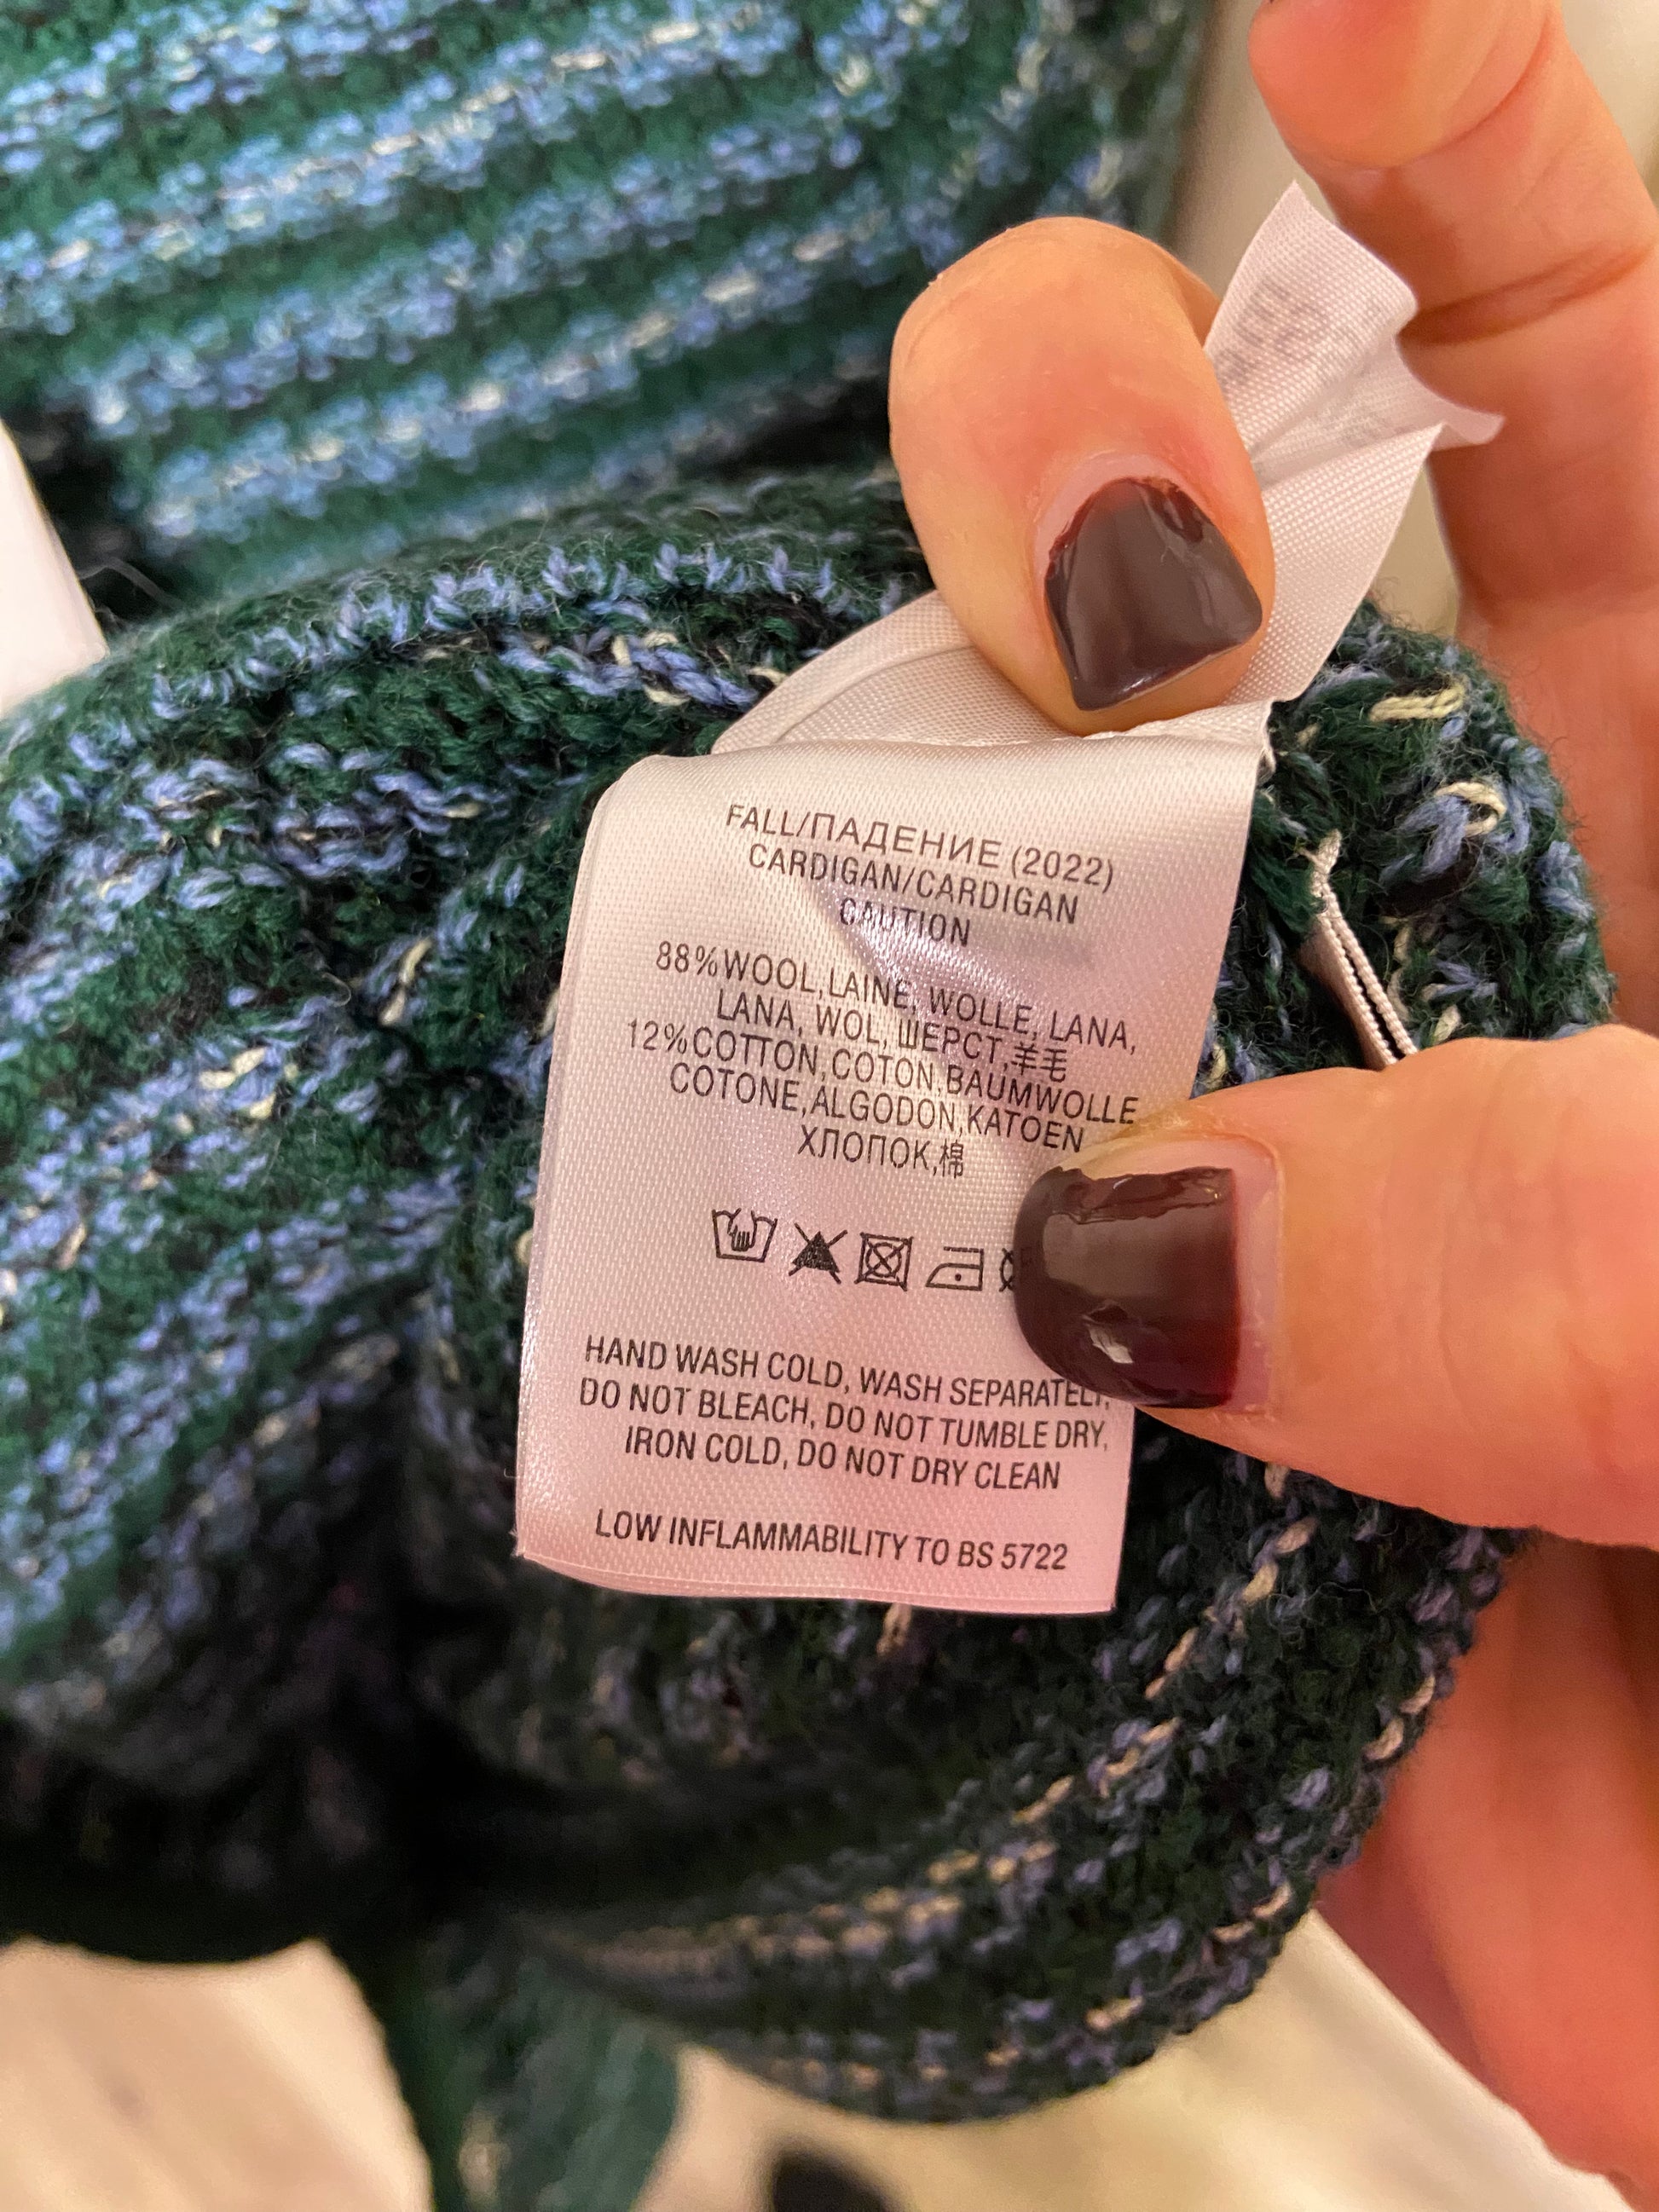 FALL/ПАДЕНИЕ (2022)
CARDIGAN/CARDIGAN
CAUTION
88%WOOL,LAINE, WOLLE, LANA,
LANA, WOL, ШЕРСТ,羊毛
12%COTTON,COTON,BAUMWOLLE
COTONE,ALGODON,KATOEN
ХЛОПОК,棉
HAND WASH COLD, WASH SEPARATELY,
DO NOT BLEACH, DO NOT TUMBLE DRY,
IRON COLD, DO NOT DRY CLEAN
LOW INFLAMMABILITY TO BS 5722